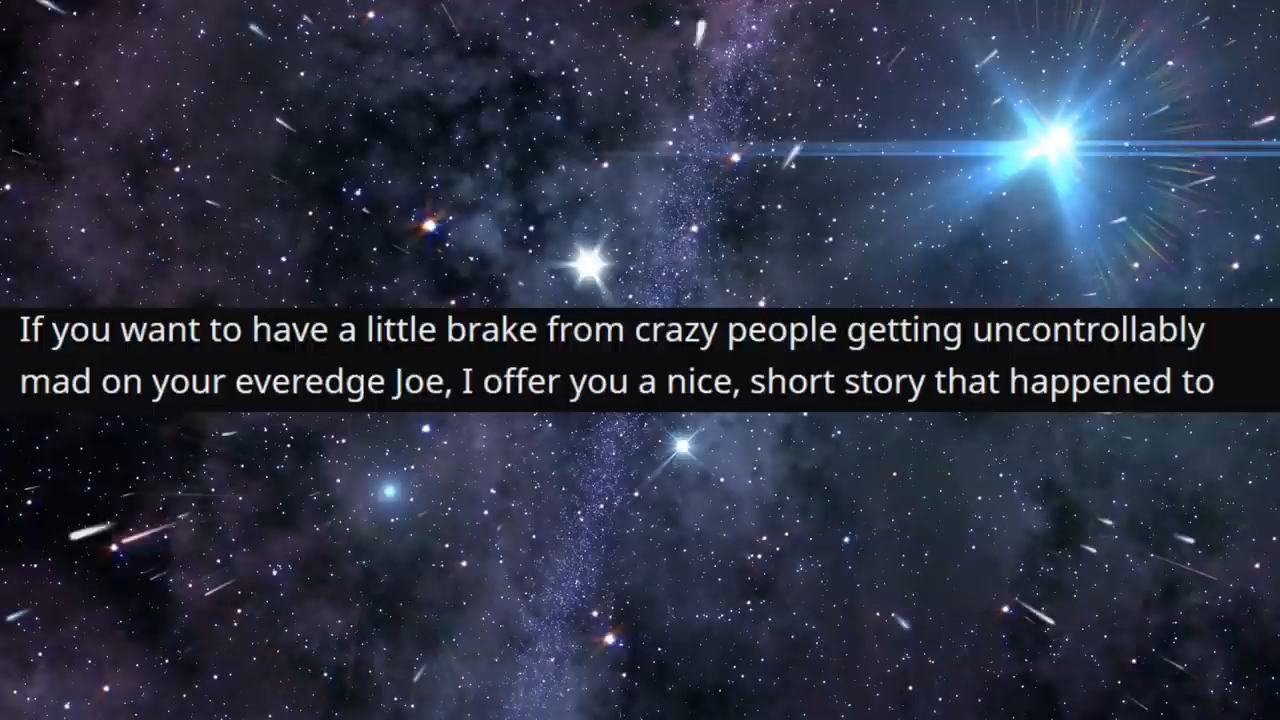 If you want to have a little brake from crazy people getting uncontrollably
mad on your everedge Joe, I offer you a nice, short story that happened to